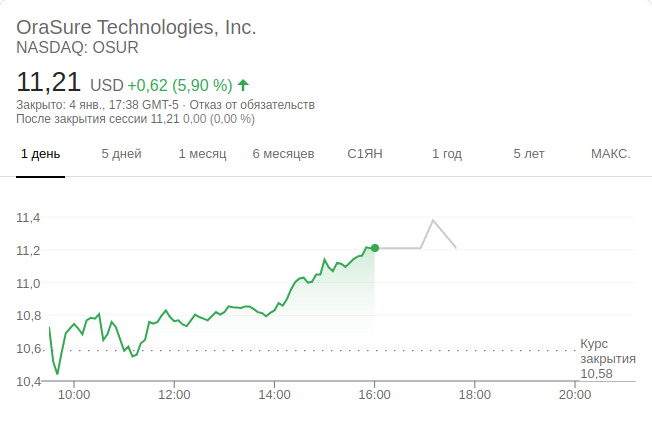 OraSure Technologies, Inc.
NASDAQ: OSUR
11,21 USD +0,62 (5,90 %)
Закрыто: 4 янв., 17:38 GMT-5 · Отказ от обязательств
После закрытия сессии 11,21 0,00 (0,00 %)
1 день 5 дней 1 месяц 6 месяцев С1ЯН 1 год 5 лет МАКС.
11,4
11,2
11,0
10,8
10,6
10,4
Курс
закрытия
10,58
10:00 12:00 14:00 16:00 18:00 20:00